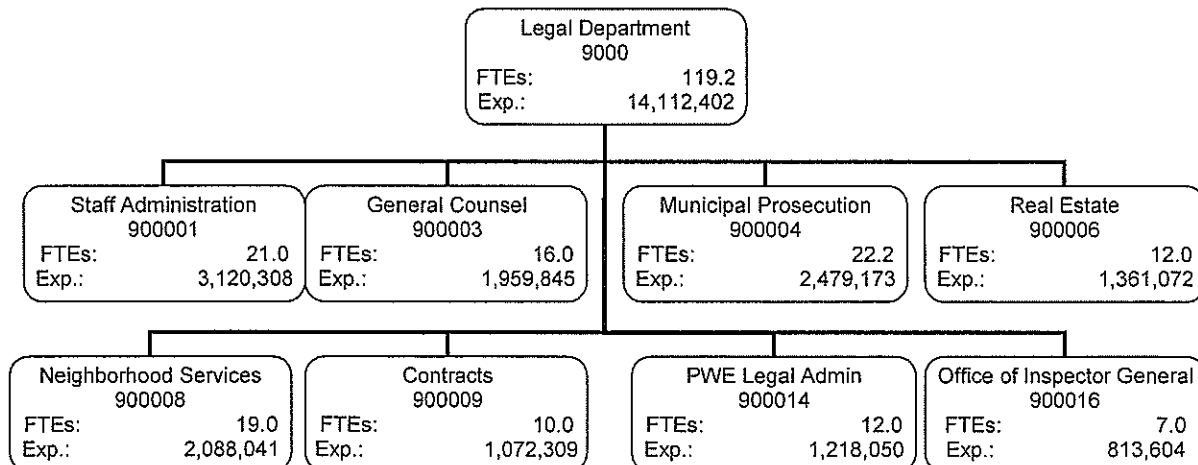 Legal Department
9000
FTEs: 119.2
Exp.: 14,112,402
Staff Administration
900001
FTEs: 21.0
Exp.: 3,120,308
General Counsel
900003
FTEs: 16.0
Exp.: 1,959,845
Municipal Prosecution
900004
FTEs: 22.2
Exp.: 2,479,173
Real Estate
900006
FTEs: 12.0
Exp.: 1,361,072
Neighborhood Services
900008
FTEs: 19.0
Exp.: 2,088,041
Contracts
900009
FTEs: 10.0
Exp.: 1,072,309
PWE Legal Admin
900014
FTEs: 12.0
Exp.: 1,218,050
Office of Inspector General
900016
FTEs: 7.0
Exp.: 813,604